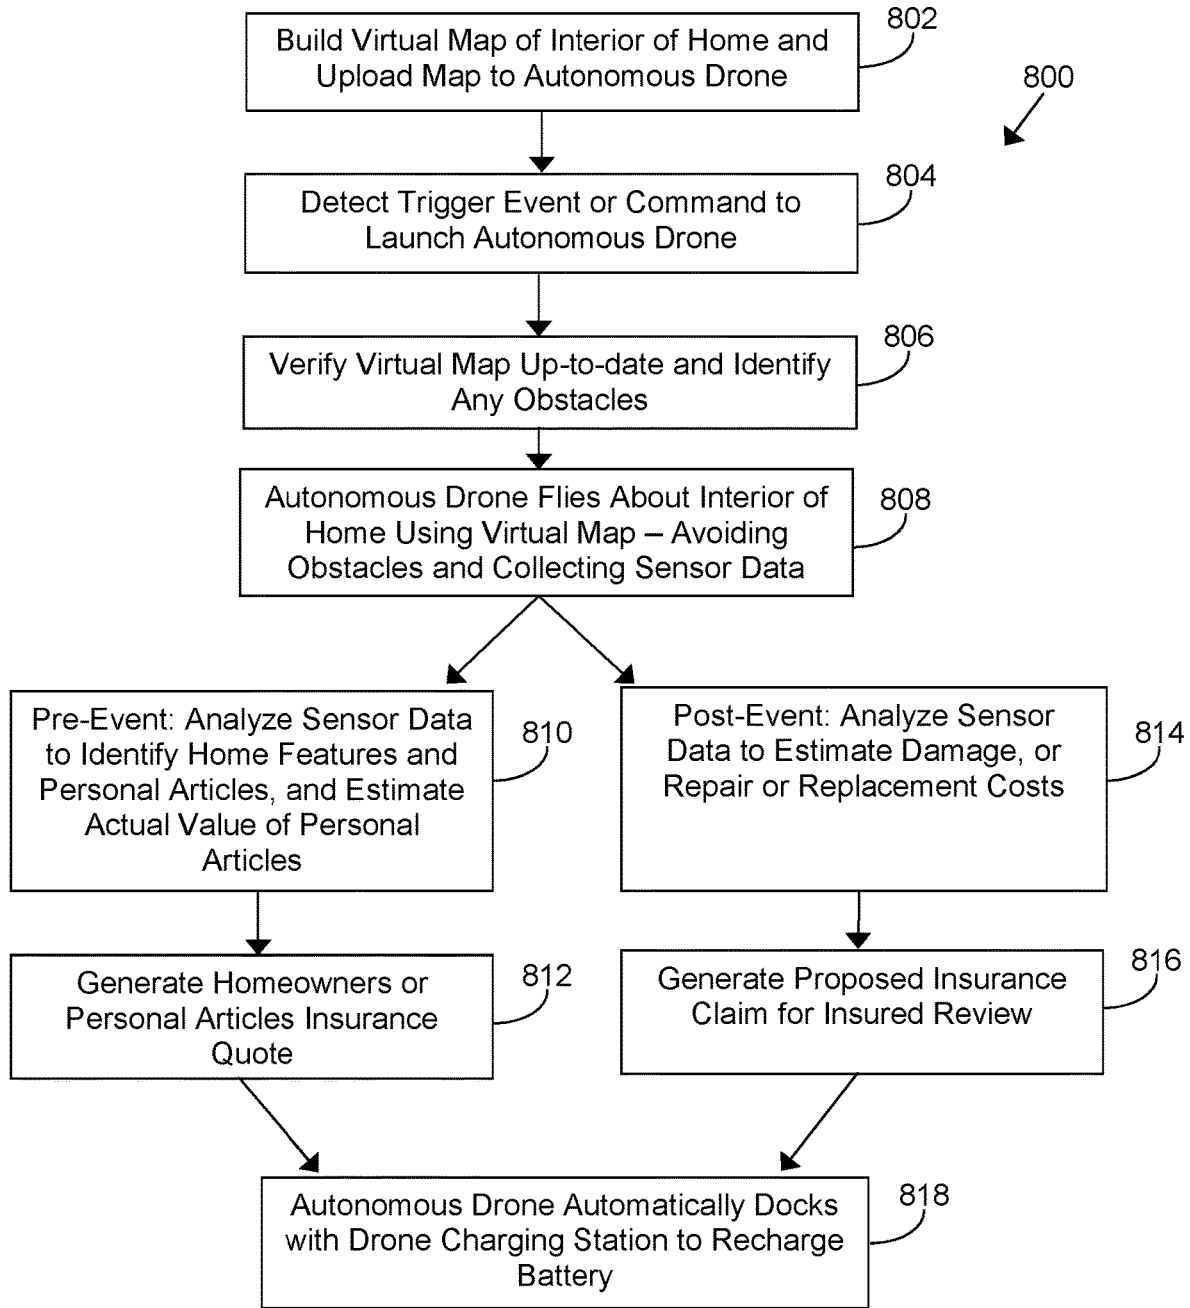 802
Build Virtual Map of Interior of Home and
Upload Map to Autonomous Drone
800
804
Detect Trigger Event or Command to
Launch Autonomous Drone
806
Verify Virtual Map Up-to-date and Identify
Any Obstacles
808
Autonomous Drone Flies About Interior of
Home Using Virtual Map – Avoiding
Obstacles and Collecting Sensor Data
810
Pre-Event: Analyze Sensor Data
to Identify Home Features and
Personal Articles, and Estimate
Actual Value of Personal
Articles
814
Post-Event: Analyze Sensor
Data to Estimate Damage, or
Repair or Replacement Costs
812
Generate Homeowners or
Personal Articles Insurance
Quote
816
Generate Proposed Insurance
Claim for Insured Review
818
Autonomous Drone Automatically Docks
with Drone Charging Station to Recharge
Battery